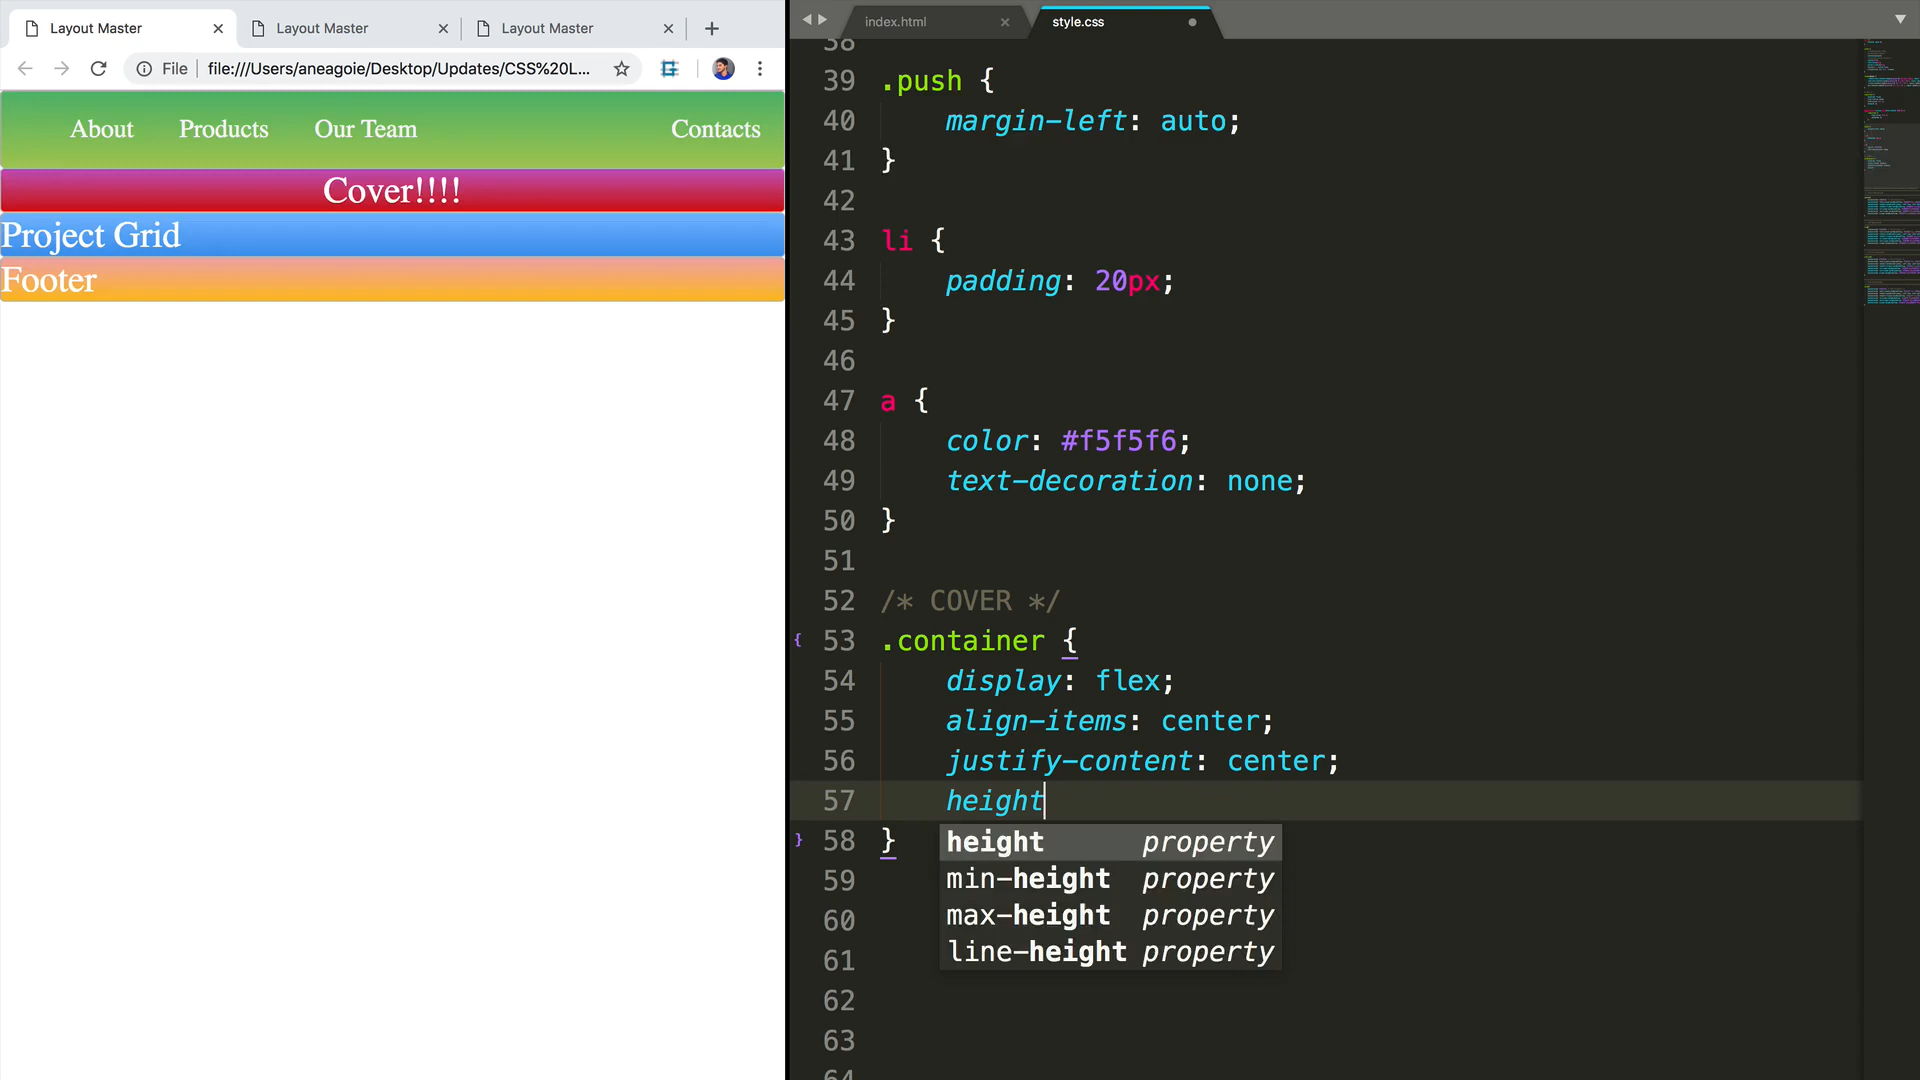 Layout Master
Layout Master
Layout Master
File
file:///Users/aneagoie/Desktop/Updates/CSS%20L...
About Products Our Team Contacts
Cover!!!!
Project Grid
Footer
index.html
style.css
38
39 .push {
40 margin-left: auto;
41 }
42
43 li {
44 padding: 20px;
45 }
46
47 a {
48 color: #f5f5f6;
49 text-decoration: none;
50 }
51
52 /* COVER */
{ 53 .container {
54 display: flex;
55 align-items: center;
56 justify-content: center;
57 height
} 58 }
height property
min-height property
max-height property
line-height property
59
60
61
62
63
64